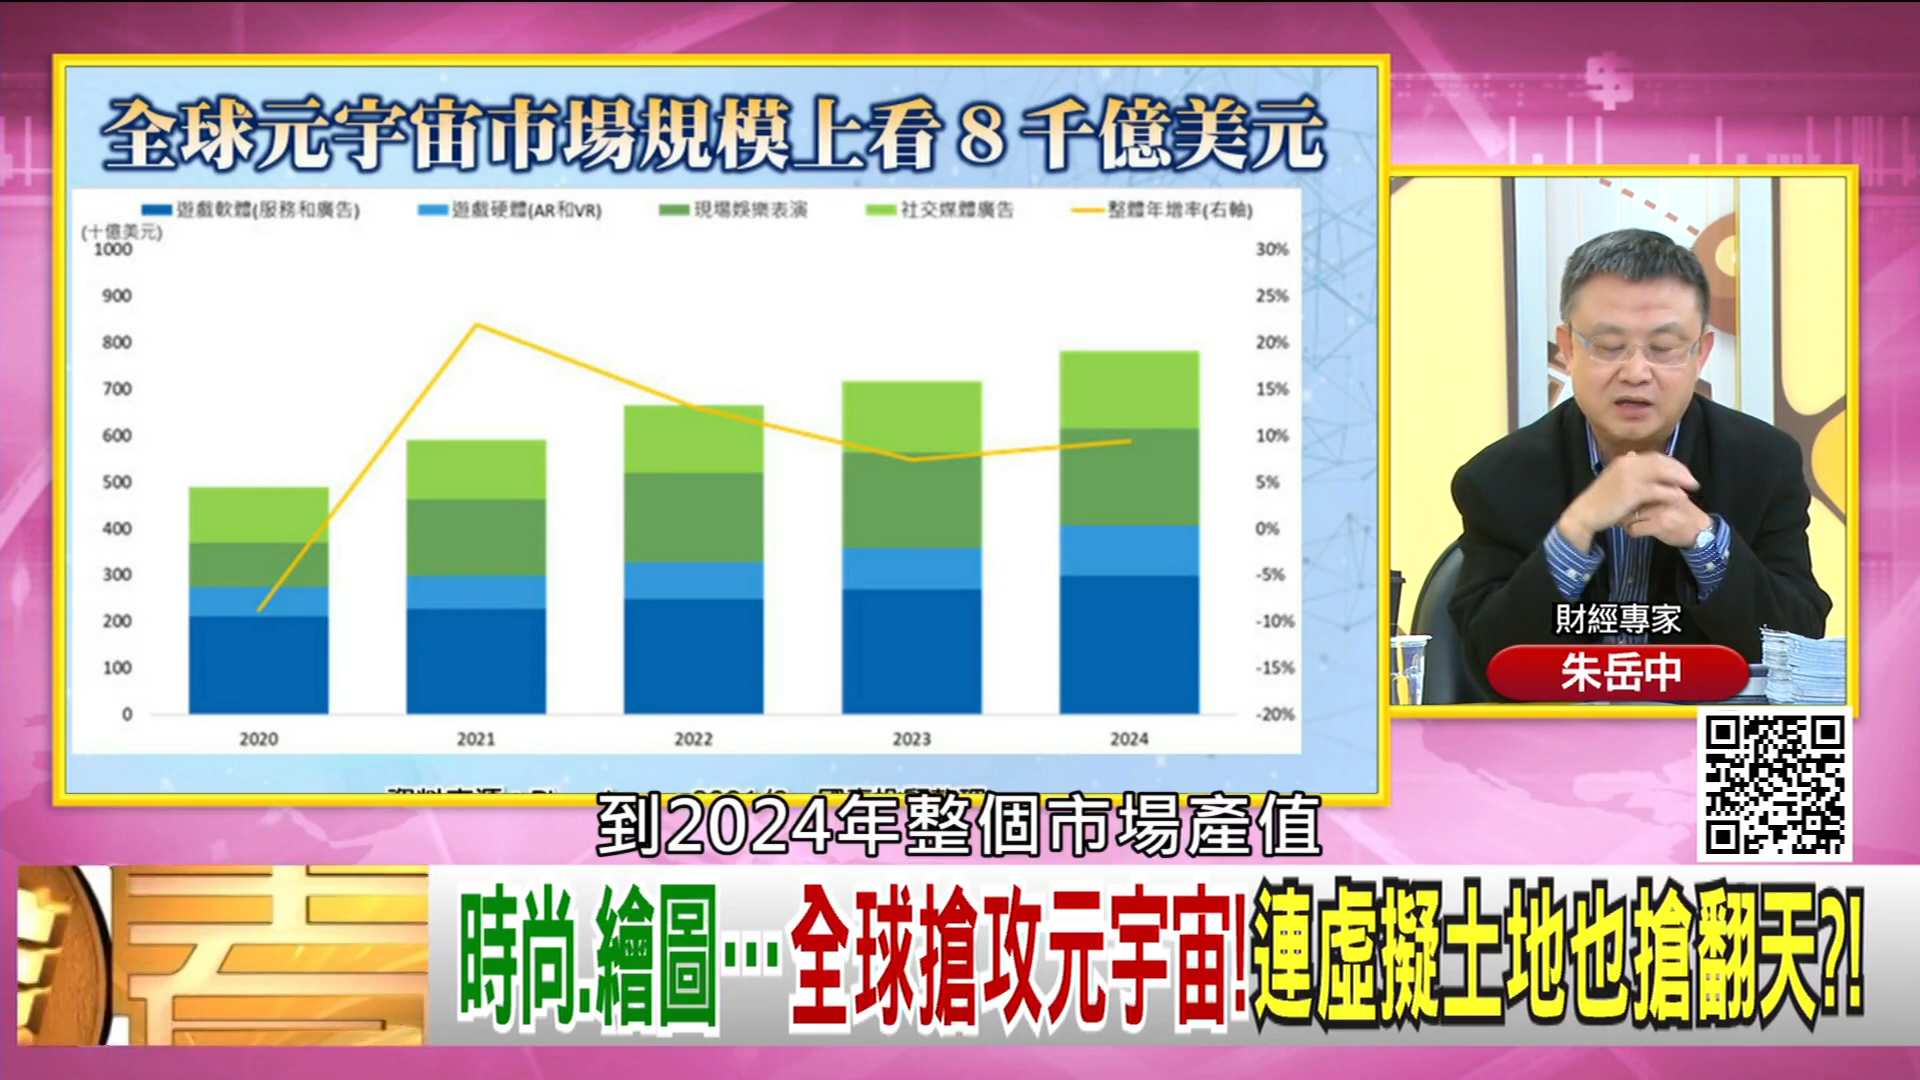 全球元宇宙市場規模上看8千億美元
遊戲軟體(服務和廣告) 遊戲硬體(AR和VR) 現場娛樂表演 社交媒體廣告 整體年增率(右軸)
(十億美元)
1000 30%
900 25%
800 20%
700 15%
600 10%
500 5%
400 0%
300 -5%
200 -10%
100 -15%
0 -20%
2020 2021 2022 2023 2024
財經專家
朱岳中
到2024年整個市場產值
時尚.繪圖…全球搶攻元宇宙!連虛擬土地也搶翻天?!